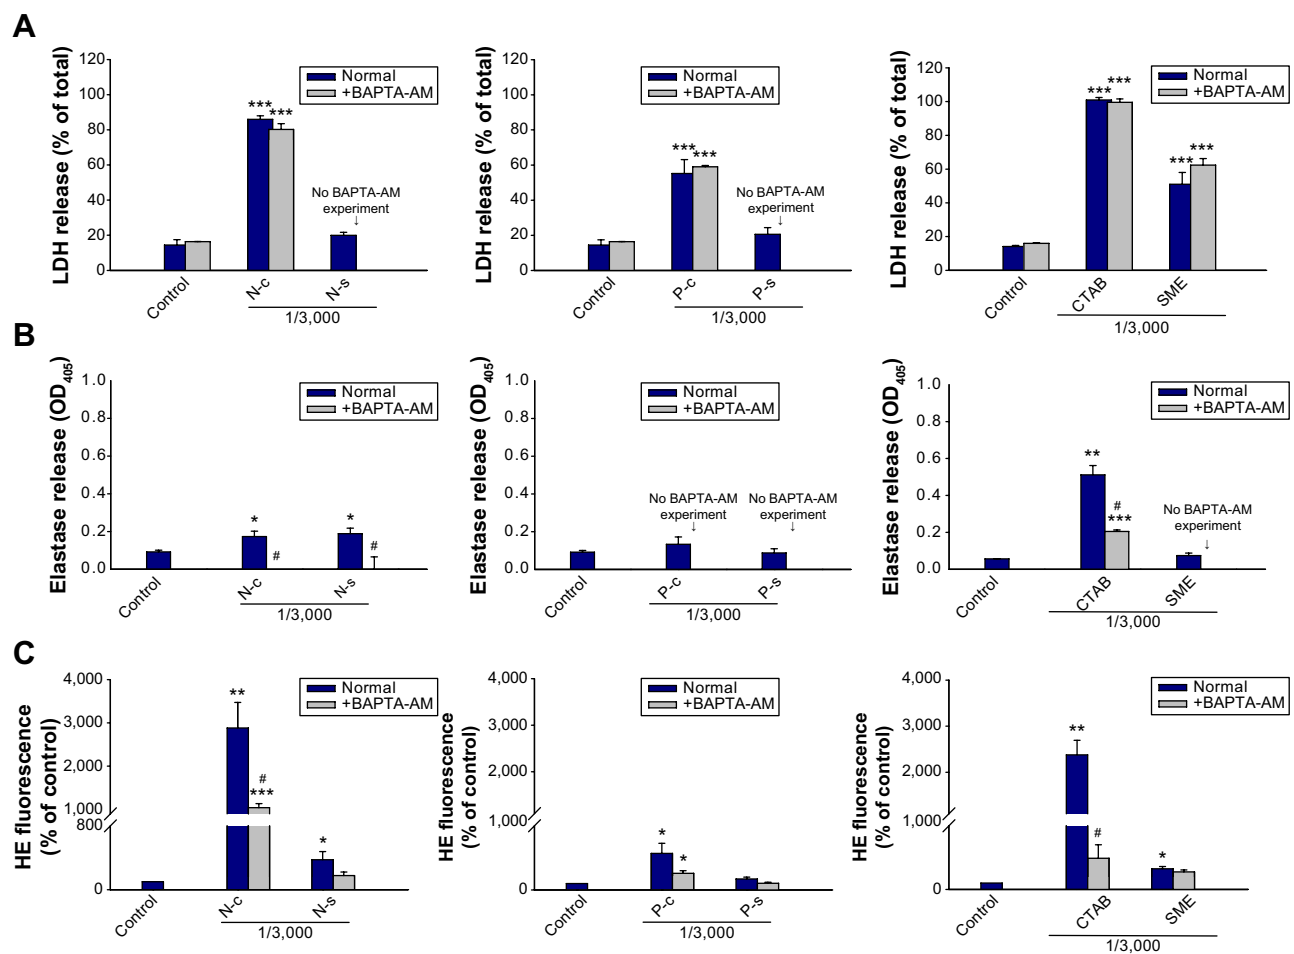 A
LDH release (% of total)
120
100
80
60
40
20
0
Normal
+BAPTA-AM
***
***
No BAPTA-AM
experiment
↓
Control
N-c
N-s
1/3,000
LDH release (% of total)
120
100
80
60
40
20
0
Normal
+BAPTA-AM
***
***
No BAPTA-AM
experiment
↓
Control
P-c
P-s
1/3,000
LDH release (% of total)
120
100
80
60
40
20
0
Normal
+BAPTA-AM
***
***
***
***
Control
CTAB
SME
1/3,000
B
Elastase release (OD405)
1.0
0.8
0.6
0.4
0.2
0.0
Normal
+BAPTA-AM
*
#
*
#
Control
N-c
N-s
1/3,000
Elastase release (OD405)
1.0
0.8
0.6
0.4
0.2
0.0
Normal
+BAPTA-AM
No BAPTA-AM
experiment
↓
No BAPTA-AM
experiment
↓
Control
P-c
P-s
1/3,000
Elastase release (OD405)
1.0
0.8
0.6
0.4
0.2
0.0
Normal
+BAPTA-AM
**
#
***
No BAPTA-AM
experiment
↓
Control
CTAB
SME
1/3,000
C
HE fluorescence
(% of control)
4,000
3,000
2,000
1,000
800
0
Normal
+BAPTA-AM
**
#
***
*
Control
N-c
N-s
1/3,000
HE fluorescence
(% of control)
4,000
3,000
2,000
1,000
0
Normal
+BAPTA-AM
*
*
Control
P-c
P-s
1/3,000
HE fluorescence
(% of control)
4,000
3,000
2,000
1,000
0
Normal
+BAPTA-AM
**
#
*
Control
CTAB
SME
1/3,000